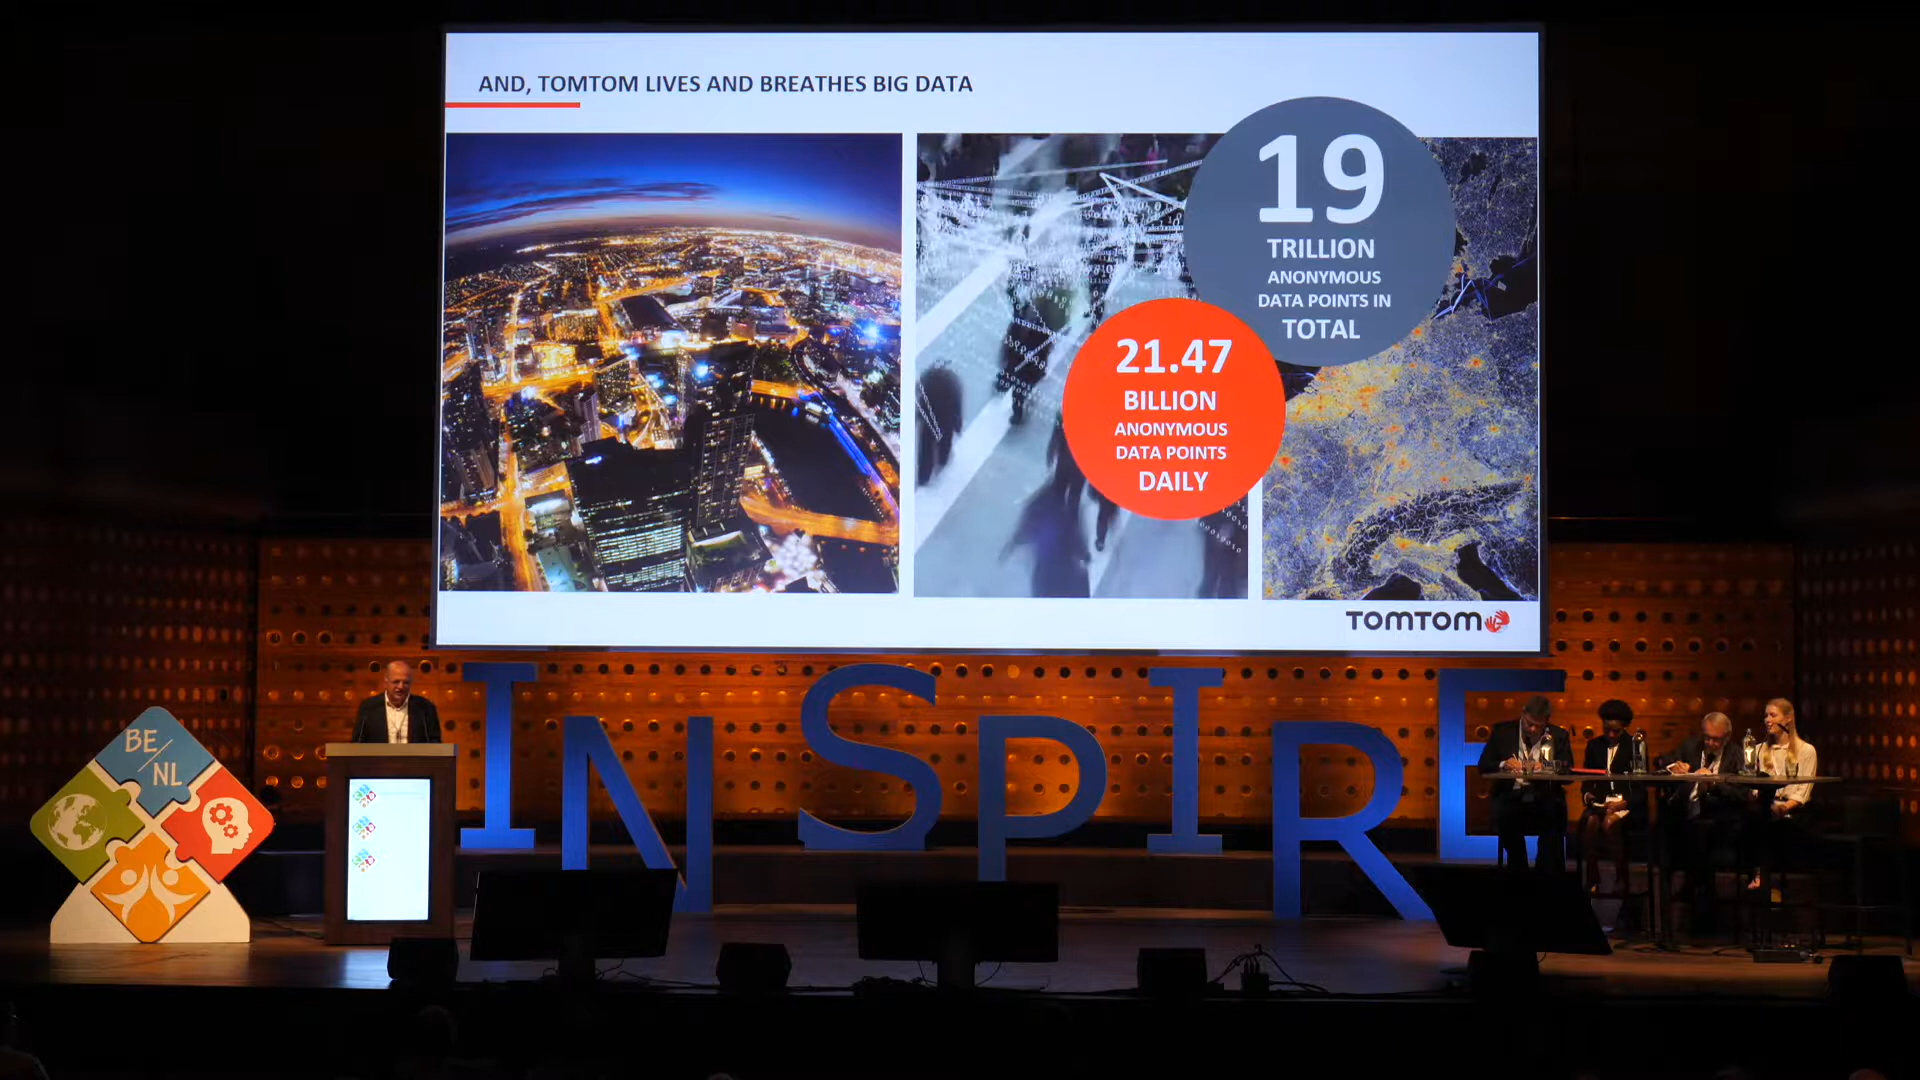 AND, TOMTOM LIVES AND BREATHES BIG DATA
19
TRILLION
ANONYMOUS
DATA POINTS IN
TOTAL
21.47
BILLION
ANONYMOUS
DATA POINTS
DAILY
TOMTOM
INSPIRE
BE/
NL